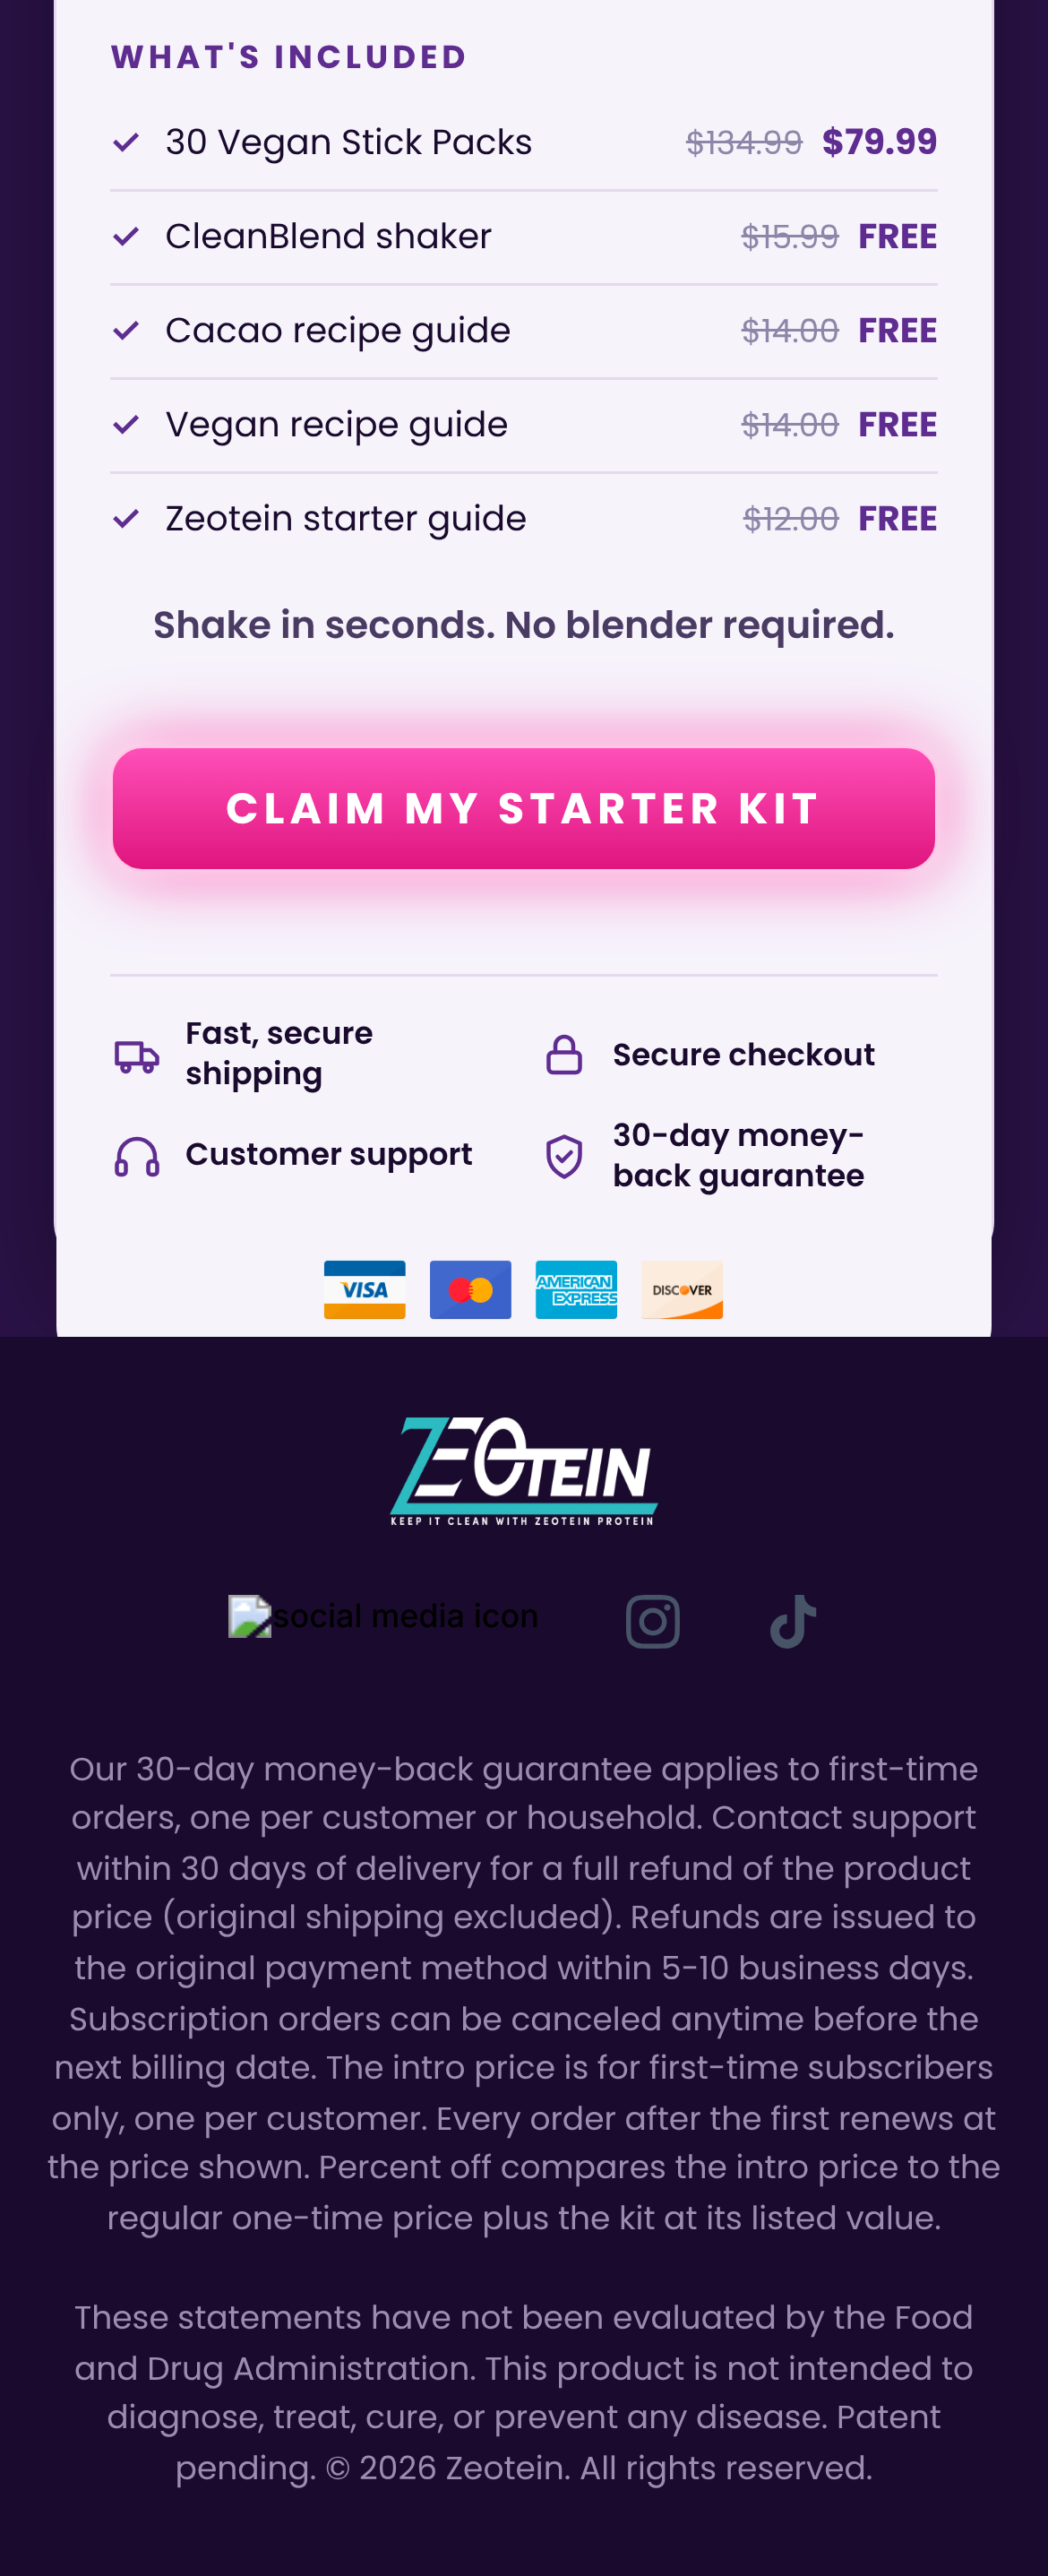 WHAT'S INCLUDED
30 Vegan Stick Packs $134.99 $79.99
CleanBlend shaker $15.99 FREE
Cacao recipe guide $14.00 FREE
Vegan recipe guide $14.00 FREE
Zeotein starter guide $12.00 FREE
Shake in seconds. No blender required.
CLAIM MY STARTER KIT
Fast, secure
shipping
Secure checkout
Customer support
30-day money-
back guarantee
VISA
AMERICAN
EXPRESS
DISCOVER
ZEOTEIN
KEEP IT CLEAN WITH ZEOTEIN PROTEIN
social media icon
Our 30-day money-back guarantee applies to first-time
orders, one per customer or household. Contact support
within 30 days of delivery for a full refund of the product
price (original shipping excluded). Refunds are issued to
the original payment method within 5-10 business days.
Subscription orders can be canceled anytime before the
next billing date. The intro price is for first-time subscribers
only, one per customer. Every order after the first renews at
the price shown. Percent off compares the intro price to the
regular one-time price plus the kit at its listed value.
These statements have not been evaluated by the Food
and Drug Administration. This product is not intended to
diagnose, treat, cure, or prevent any disease. Patent
pending. © 2026 Zeotein. All rights reserved.